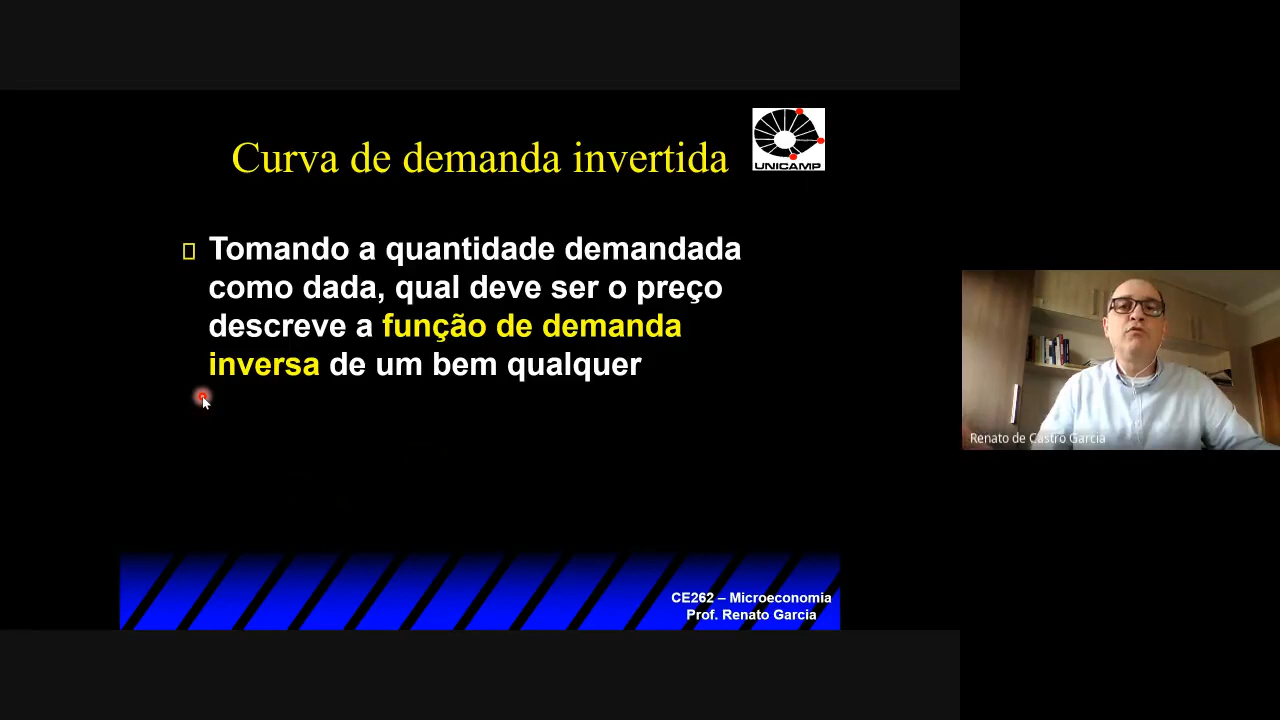 Curva de demanda invertida
UNICAMP
Tomando a quantidade demandada
como dada, qual deve ser o preço
descreve a função de demanda
inversa de um bem qualquer
Renato de Castro Garcia
CE262 – Microeconomia
Prof. Renato Garcia